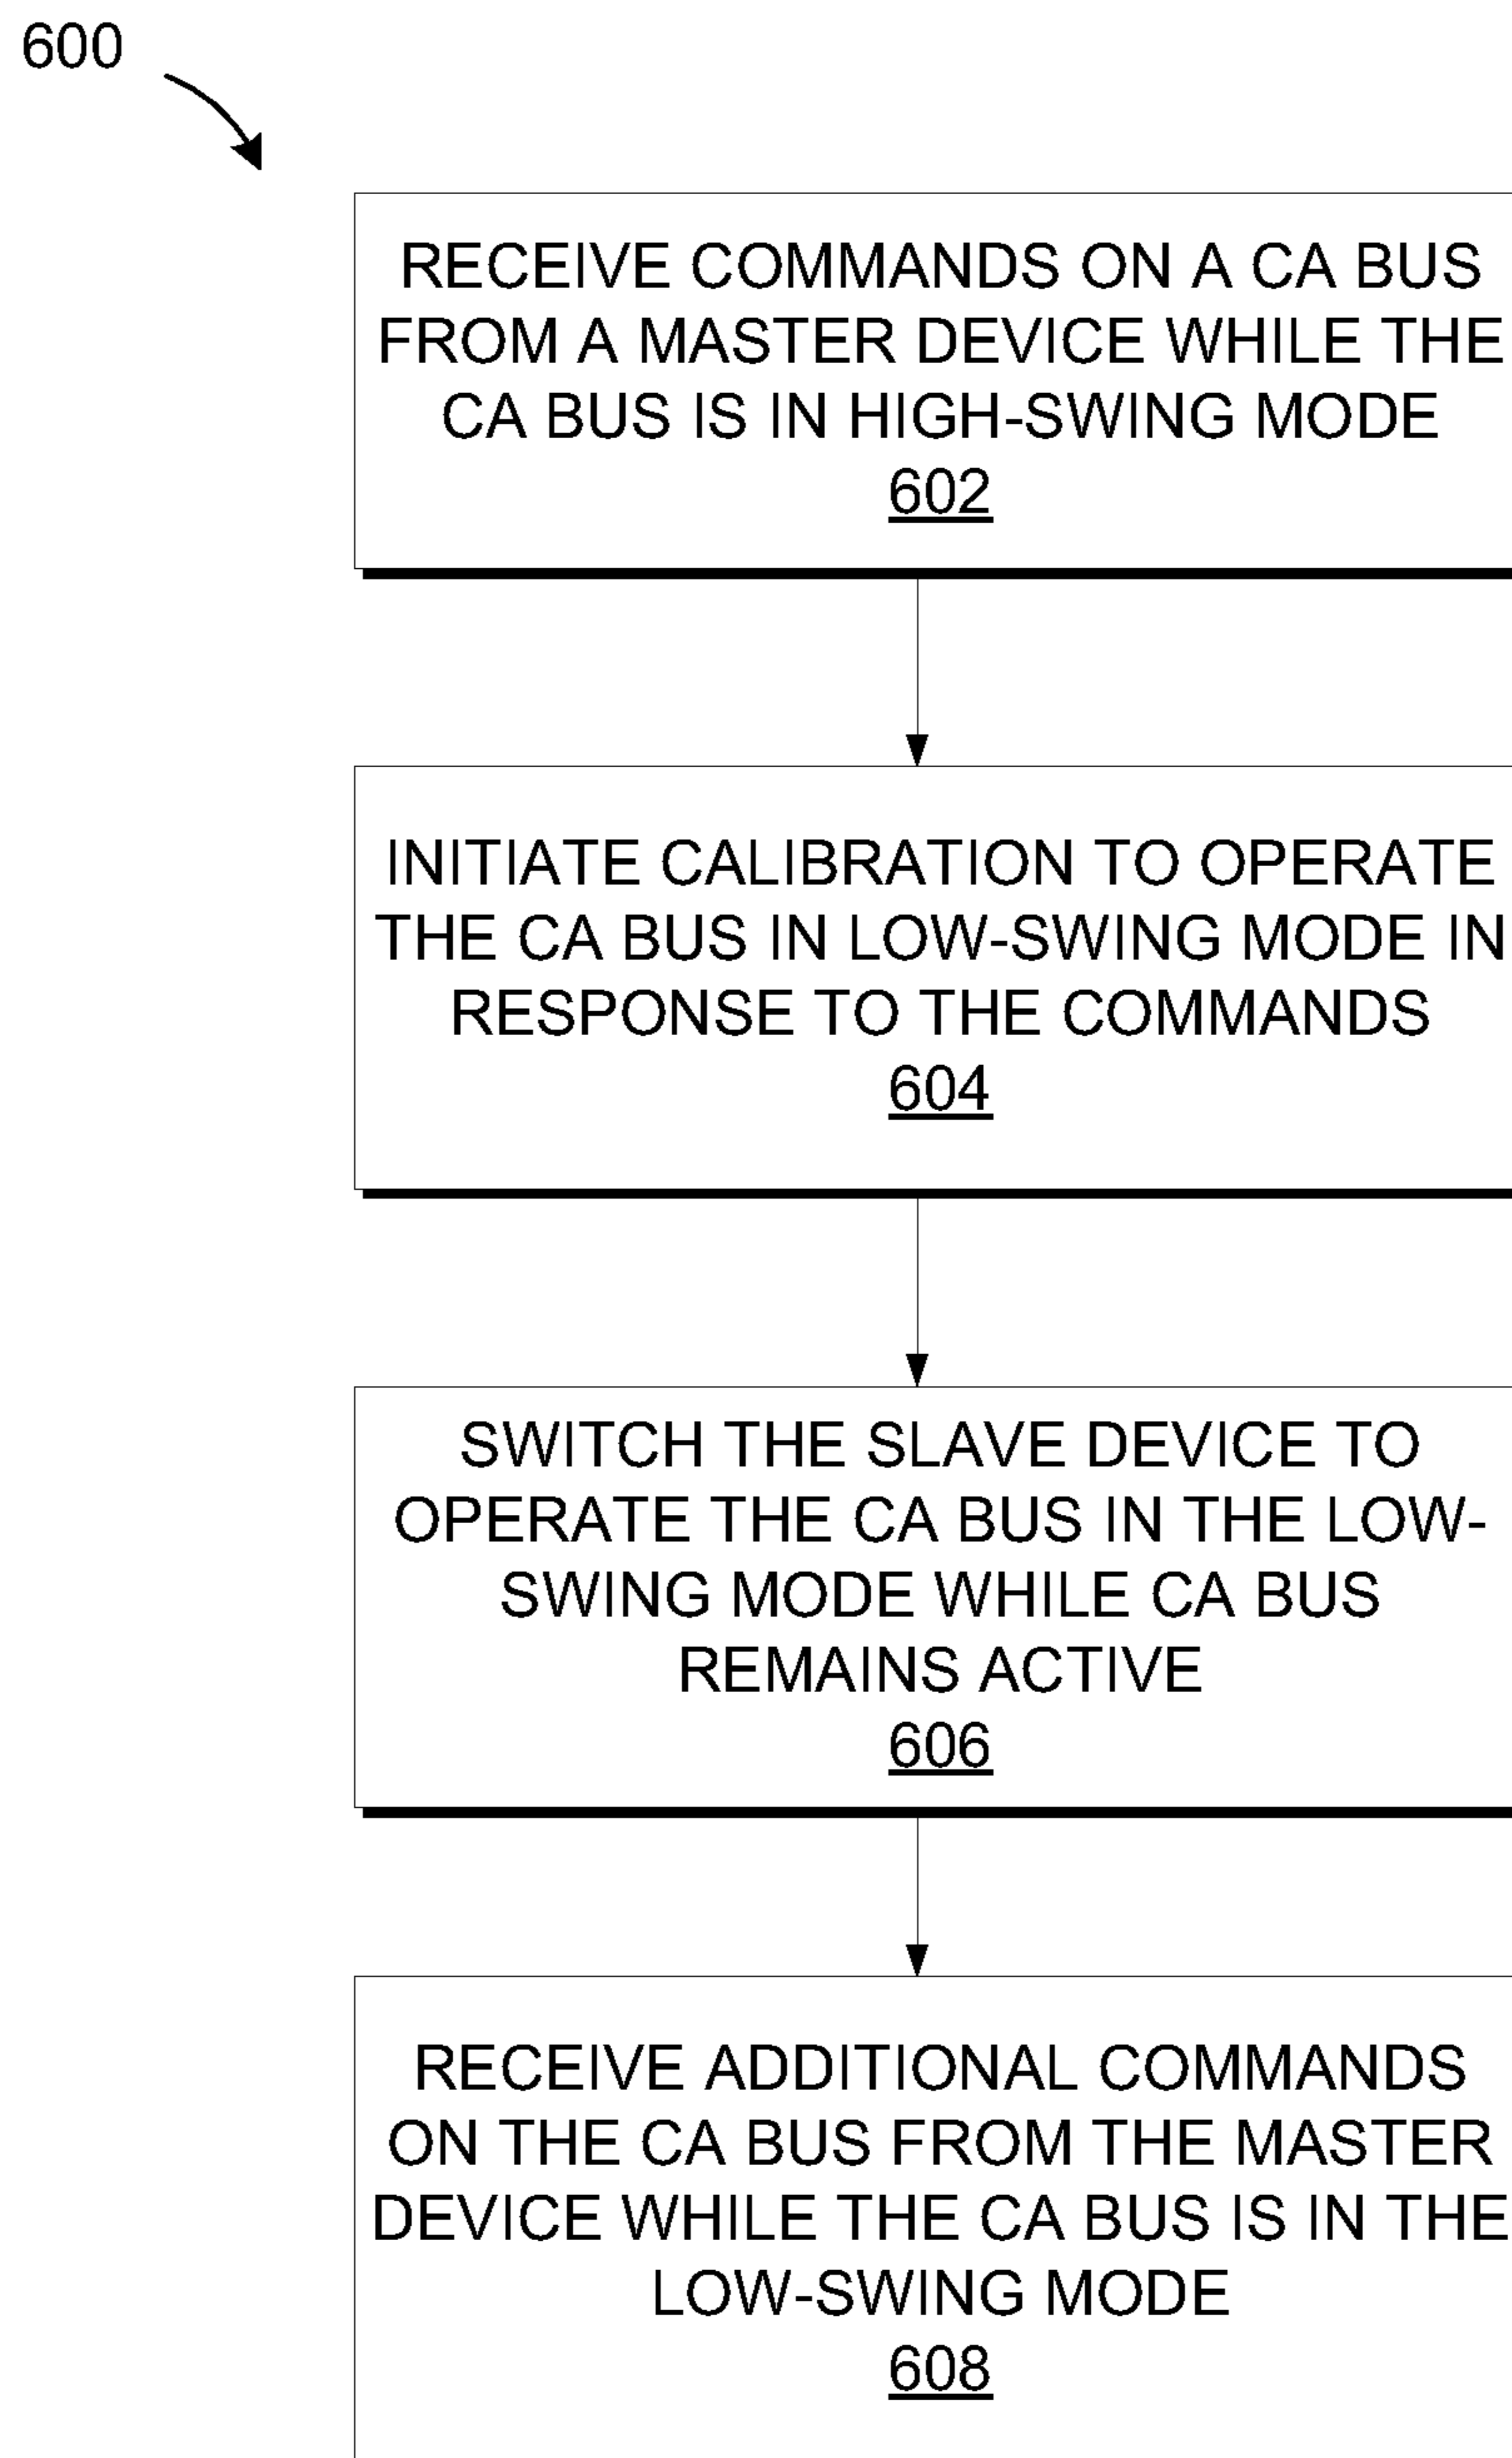 600
RECEIVE COMMANDS ON A CA BUS
FROM A MASTER DEVICE WHILE THE
CA BUS IS IN HIGH-SWING MODE
602
INITIATE CALIBRATION TO OPERATE
THE CA BUS IN LOW-SWING MODE IN
RESPONSE TO THE COMMANDS
604
SWITCH THE SLAVE DEVICE TO
OPERATE THE CA BUS IN THE LOW-
SWING MODE WHILE CA BUS
REMAINS ACTIVE
606
RECEIVE ADDITIONAL COMMANDS
ON THE CA BUS FROM THE MASTER
DEVICE WHILE THE CA BUS IS IN THE
LOW-SWING MODE
608